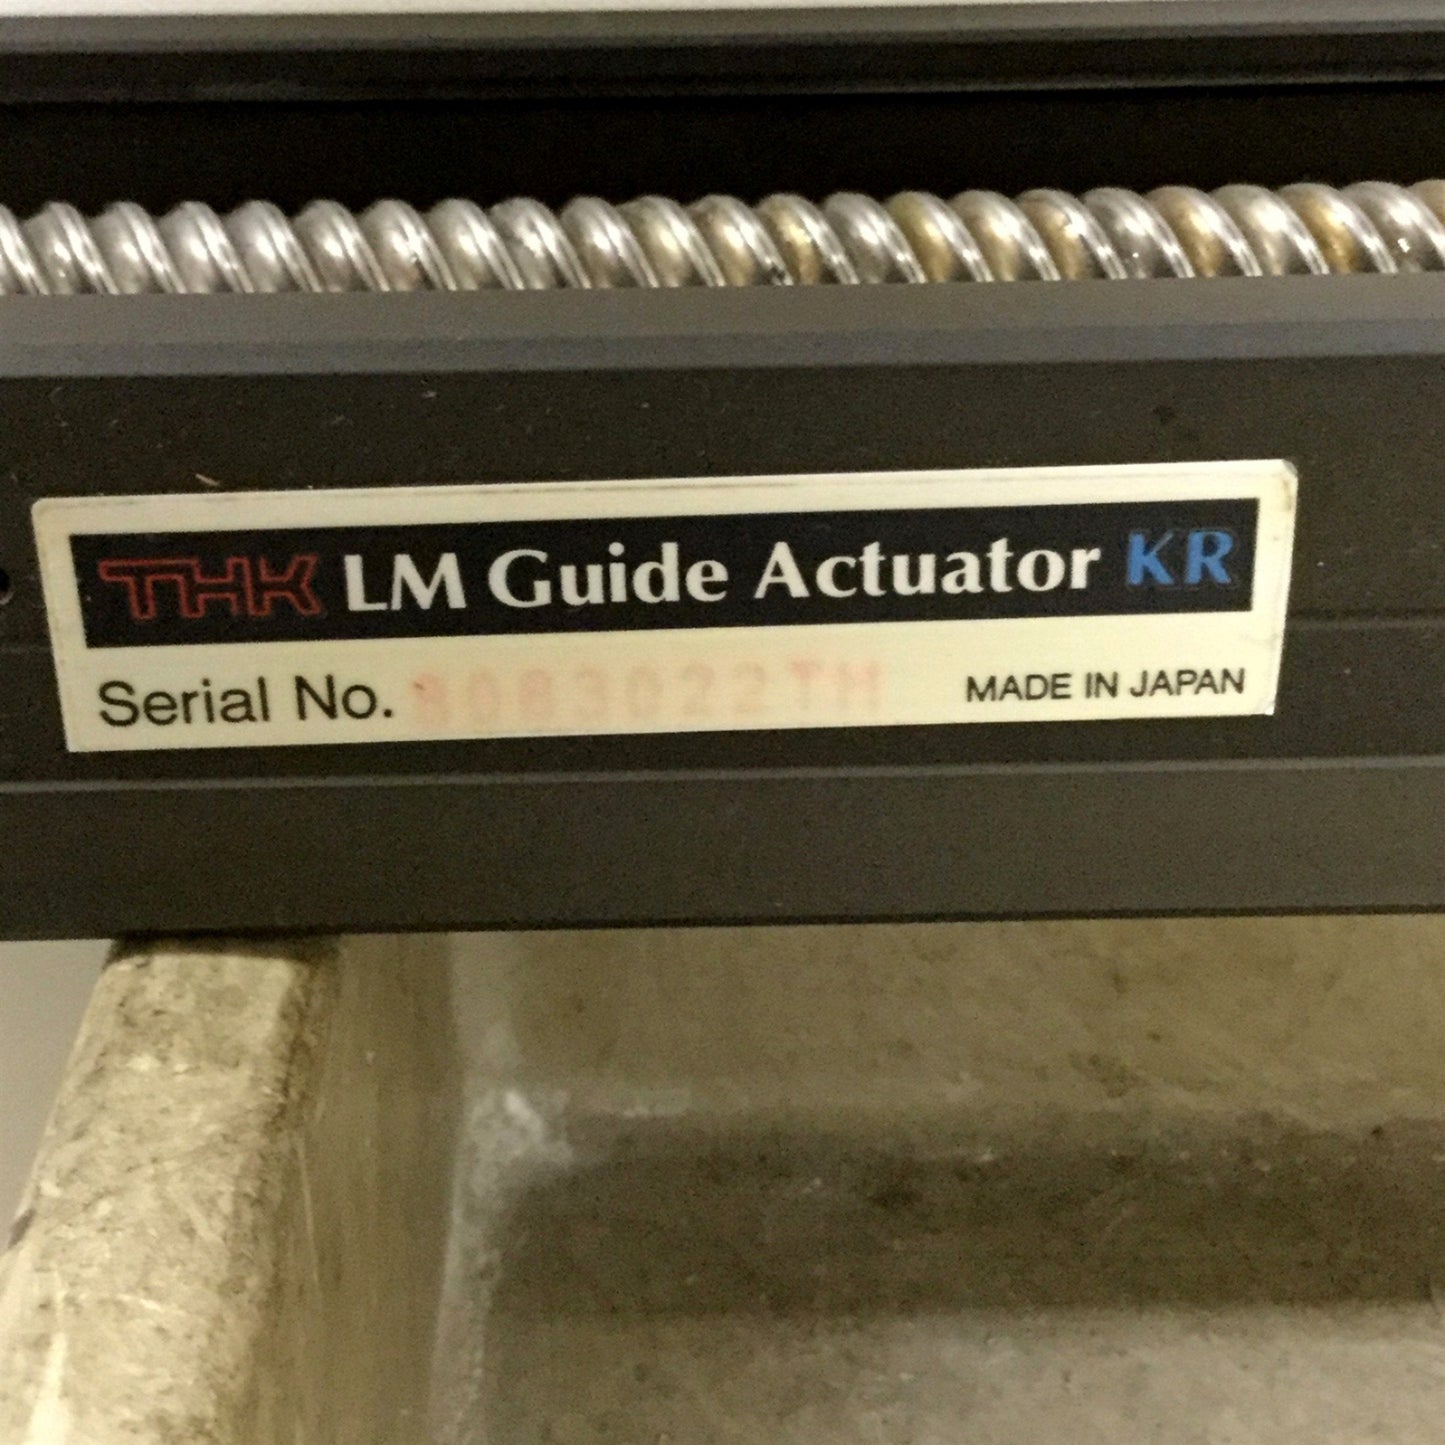 THK LM Guide Actuator KR
Serial No. MADE IN JAPAN